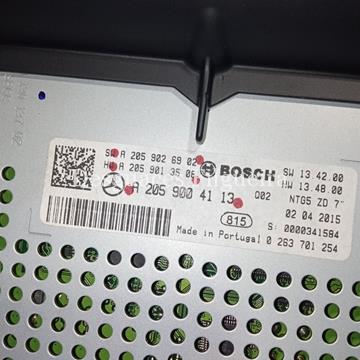 SW A 205 902 69 02
HW A 205 901 35 06
BOSCH
SW 13.42.00
HW 13.48.00
A 205 900 41 13
002
NTG5 ZD 7"
815
02 04 2015
S: 0000341584
Made in Portugal 0 263 701 254